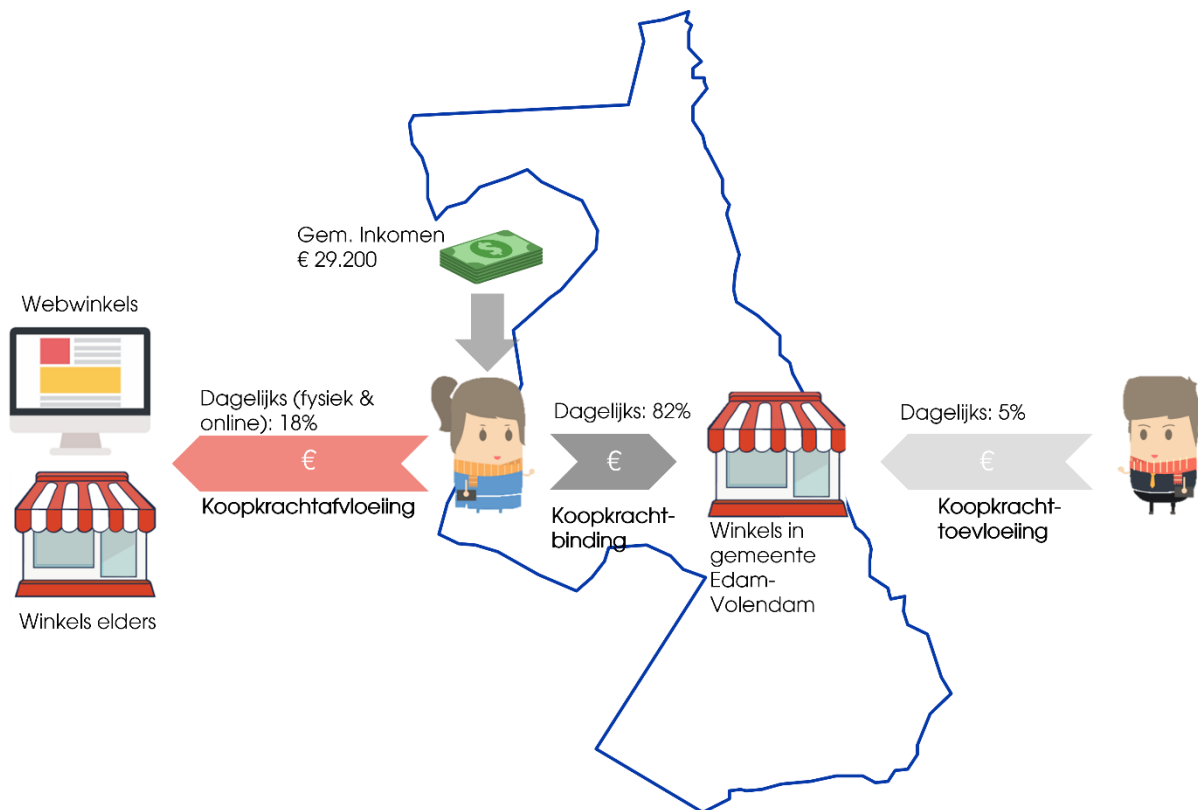 Gem. Inkomen
€ 29.200
Webwinkels
Dagelijks (fysiek &
online): 18%
€
Koopkrachtafvloeiing
Winkels elders
Dagelijks: 82%
€
Koopkracht-
binding
Winkels in
gemeente
Edam-
Volendam
Dagelijks: 5%
€
Koopkracht-
toevloeiing